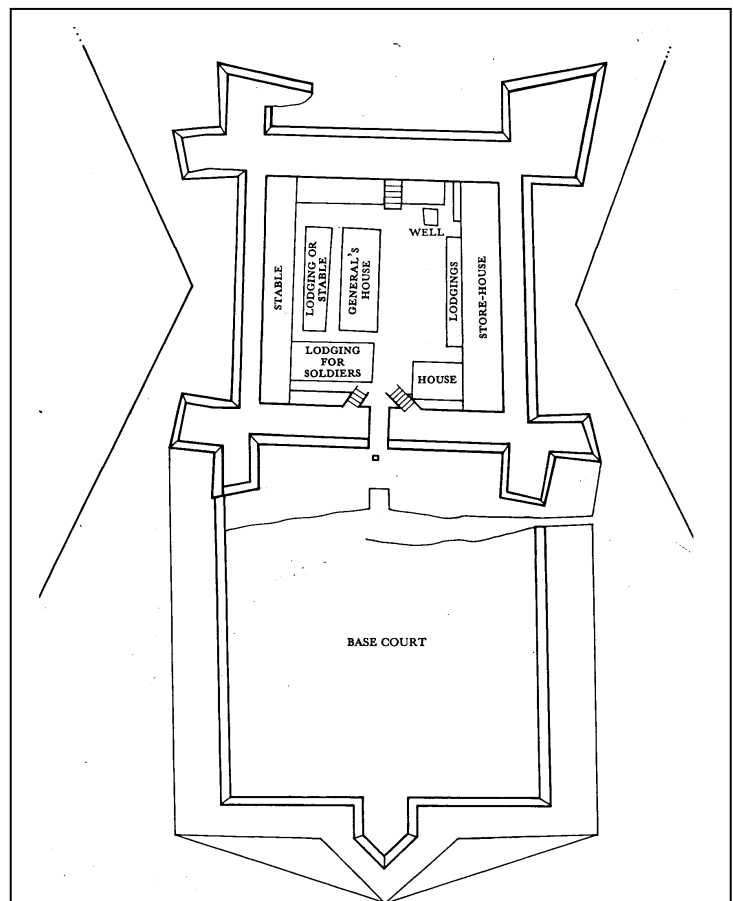 WELL
STABLE
LODGING OR
STABLE
GENERAL'S
HOUSE
LODGINGS
STORE-HOUSE
LODGING
FOR
SOLDIERS
HOUSE
BASE COURT